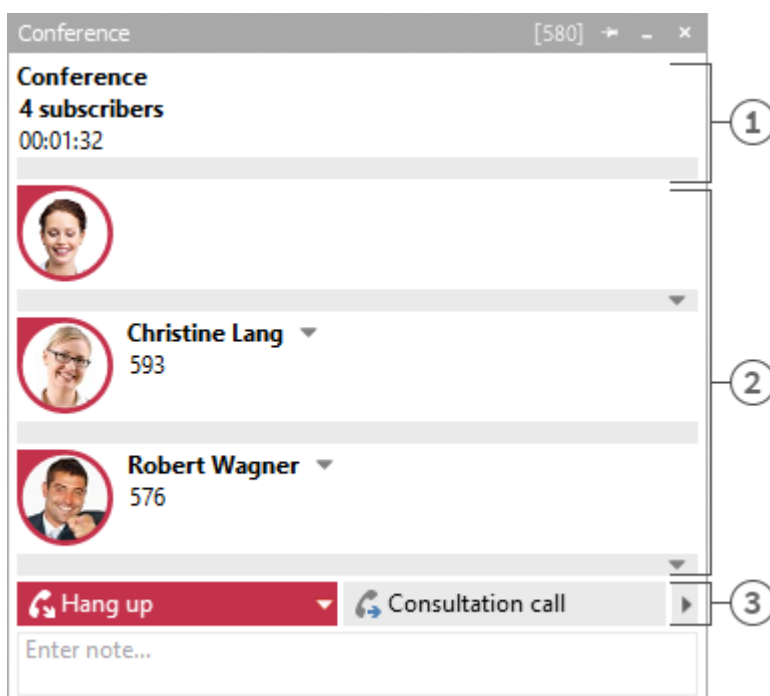 Conference [580]
Conference
4 subscribers
00:01:32
1
Christine Lang
593
2
Robert Wagner
576
Hang up Consultation call
3
Enter note...